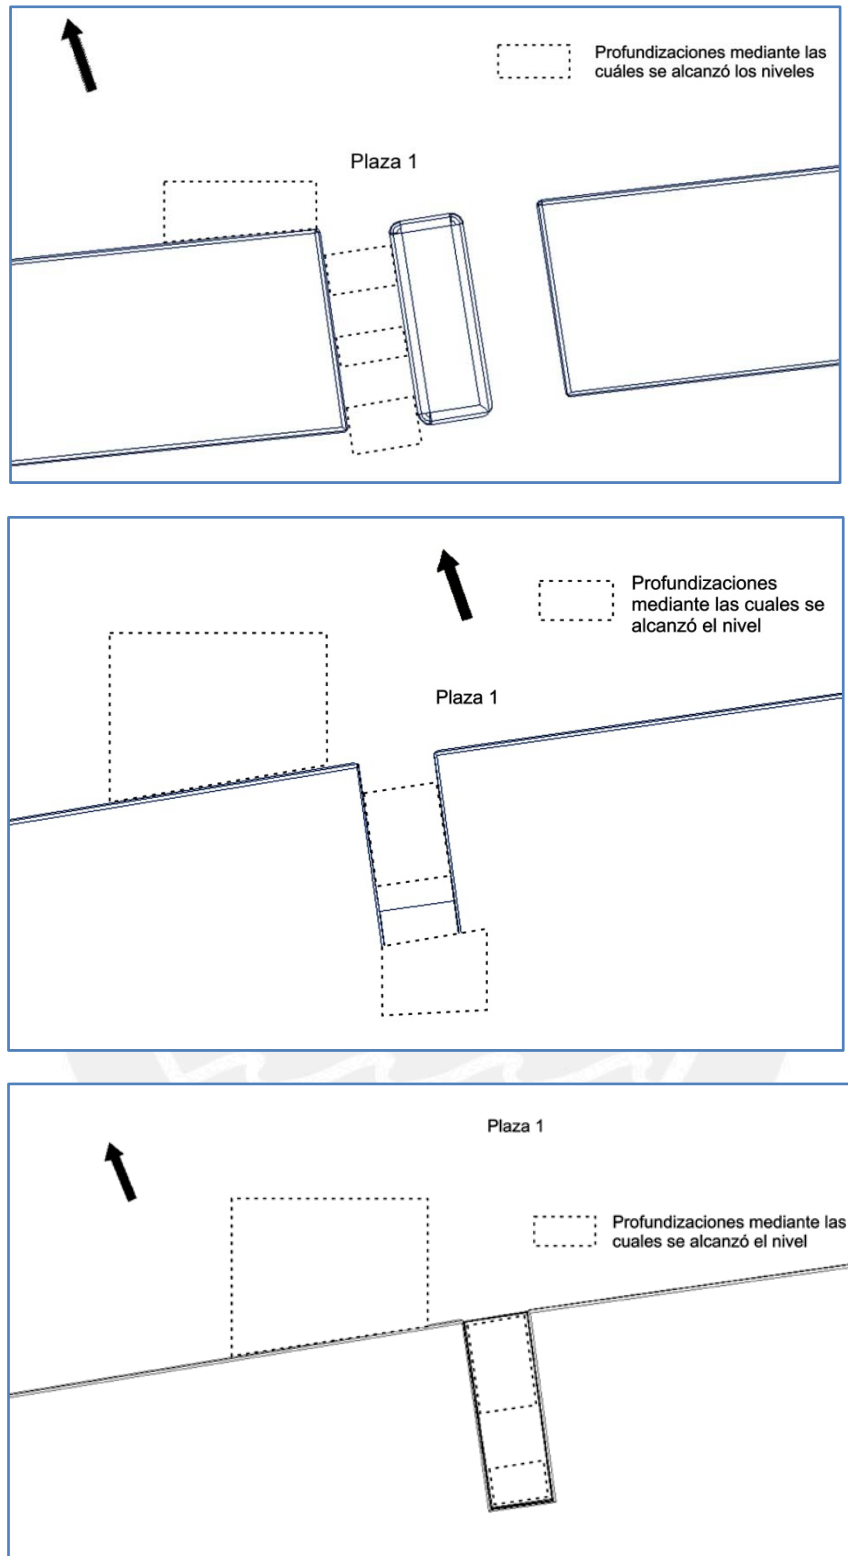 Profundizaciones mediante las
cuáles se alcanzó los niveles
Plaza 1
Profundizaciones
mediante las cuales se
alcanzó el nivel
Plaza 1
Plaza 1
Profundizaciones mediante las
cuales se alcanzó el nivel